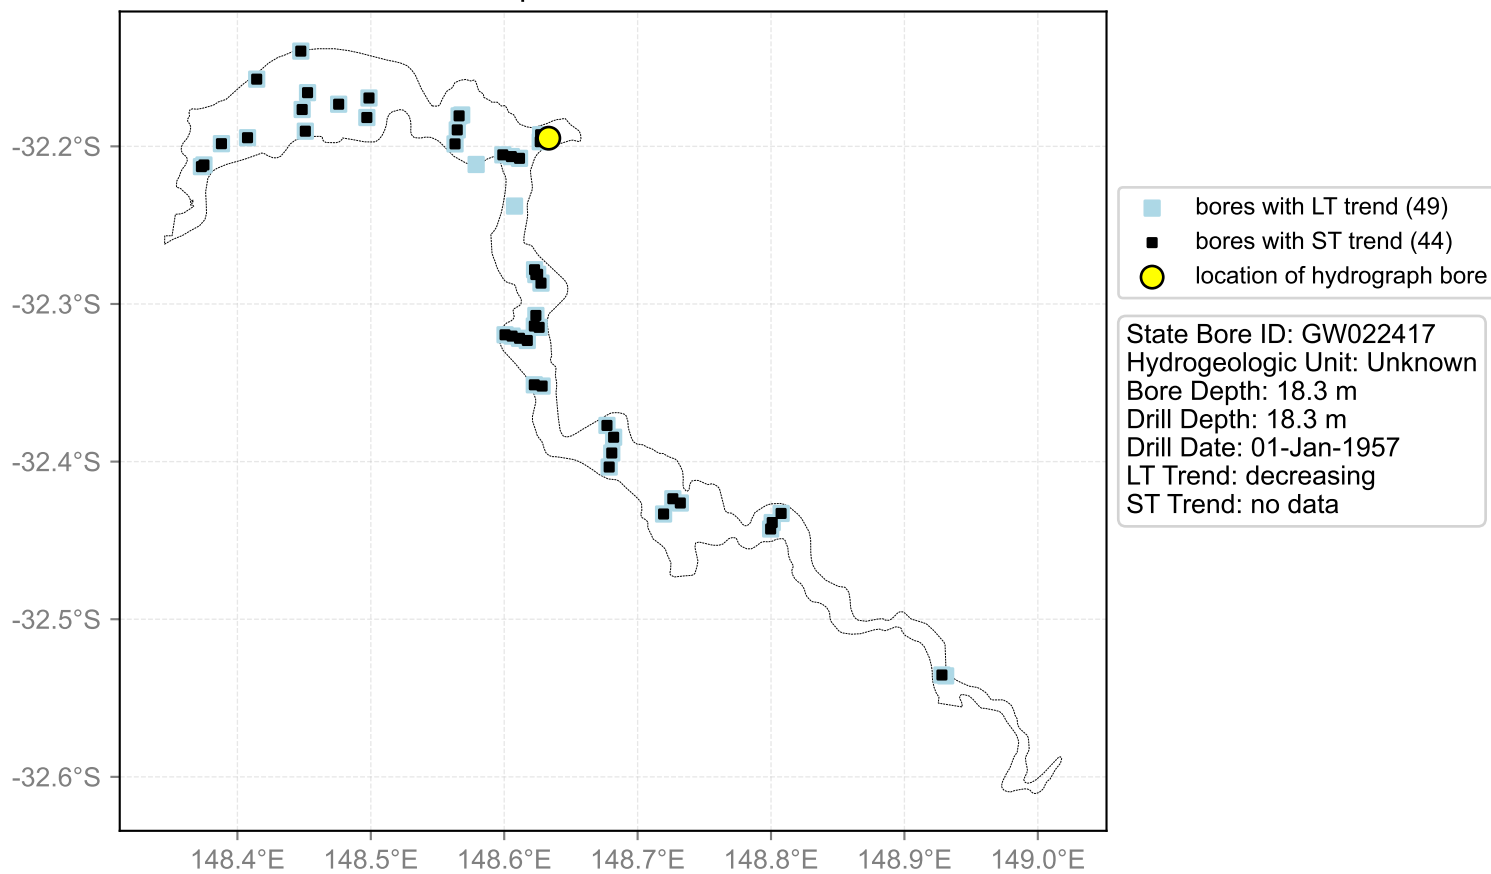 -32.2°S
-32.3°S
-32.4°S
-32.5°S
-32.6°S
148.4°E
148.5°E
148.6°E
148.7°E
148.8°E
148.9°E
149.0°E
bores with LT trend (49)
bores with ST trend (44)
location of hydrograph bore
State Bore ID: GW022417
Hydrogeologic Unit: Unknown
Bore Depth: 18.3 m
Drill Depth: 18.3 m
Drill Date: 01-Jan-1957
LT Trend: decreasing
ST Trend: no data